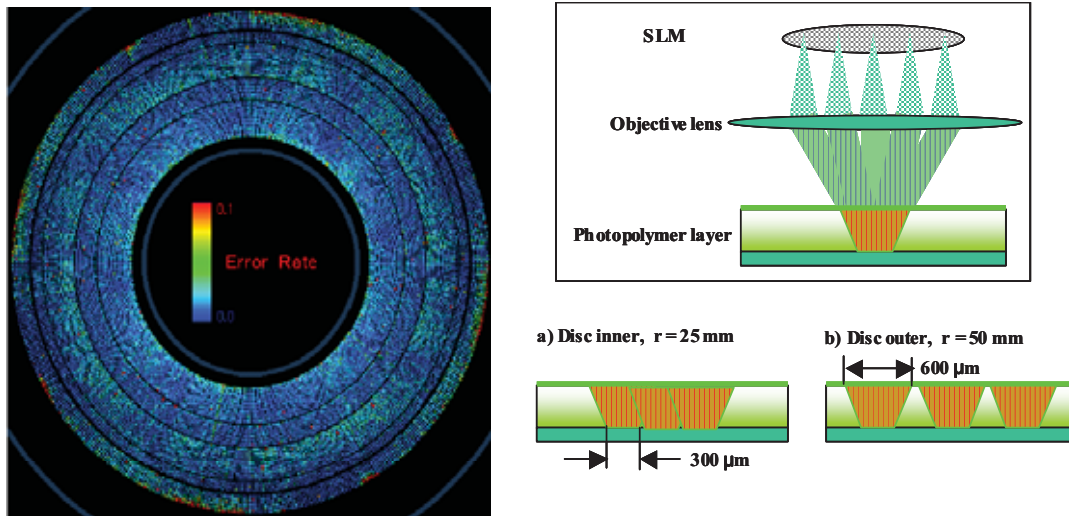 0.1
Error Rate
0.0
SLM
Objective lens
Photopolymer layer
a) Disc inner, r = 25 mm
b) Disc outer, r = 50 mm
600 µm
300 µm